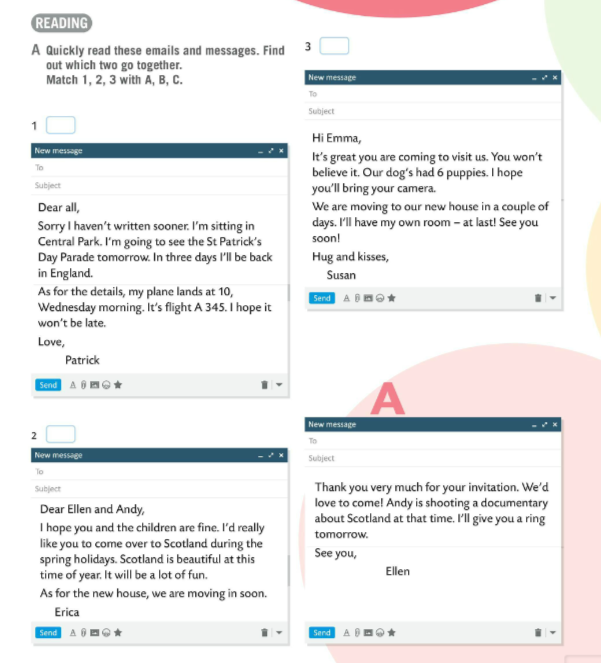 READING
A Quickly read these emails and messages. Find
out which two go together.
Match 1, 2, 3 with A, B, C.
1
New message
To
Subject
Dear all,
Sorry I haven't written sooner. I'm sitting in
Central Park. I'm going to see the St Patrick's
Day Parade tomorrow. In three days I'll be back
in England.
As for the details, my plane lands at 10,
Wednesday morning. It's flight A 345. I hope it
won't be late.
Love,
Patrick
Send A
2
New message
To
Subject
Dear Ellen and Andy,
I hope you and the children are fine. I'd really
like you to come over to Scotland during the
spring holidays. Scotland is beautiful at this
time of year. It will be a lot of fun.
As for the new house, we are moving in soon.
Erica
Send A
3
New message
To
Subject
Hi Emma,
It's great you are coming to visit us. You won't
believe it. Our dog's had 6 puppies. I hope
you'll bring your camera.
We are moving to our new house in a couple of
days. I'll have my own room – at last! See you
soon!
Hug and kisses,
Susan
Send A
A
New message
To
Subject
Thank you very much for your invitation. We'd
love to come! Andy is shooting a documentary
about Scotland at that time. I'll give you a ring
tomorrow.
See you,
Ellen
Send A